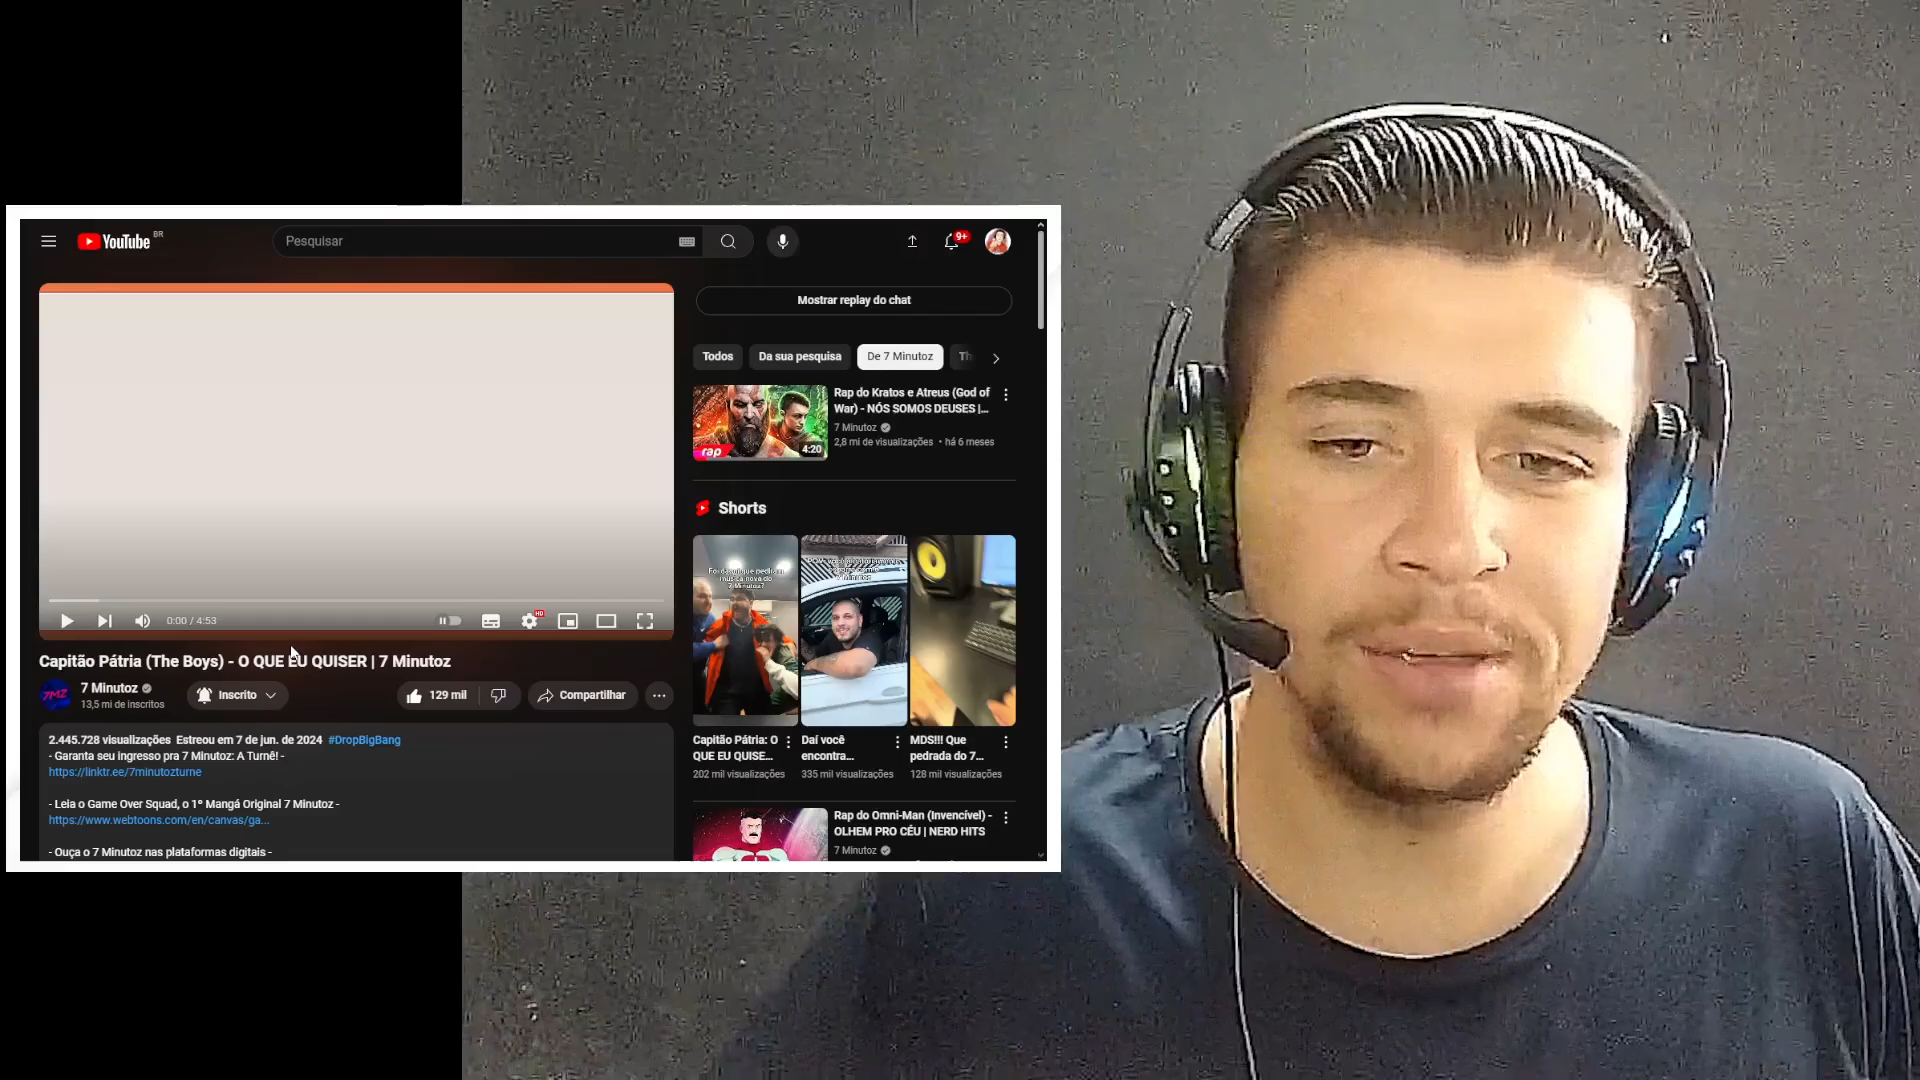 YouTube BR
Pesquisar
9+
Mostrar replay do chat
Todos
Da sua pesquisa
De 7 Minutoz
Th
Rap do Kratos e Atreus (God of
War) - NÓS SOMOS DEUSES |...
7 Minutoz
2,8 mi de visualizações • há 6 meses
rap
4:20
Shorts
HD
0:00 / 4:53
Capitão Pátria (The Boys) - O QUE EU QUISER | 7 Minutoz
7MZ
7 Minutoz
13,5 mi de inscritos
Inscrito
129 mil
Compartilhar
2.445.728 visualizações Estreou em 7 de jun. de 2024 #DropBigBang
- Garanta seu ingresso pra 7 Minutoz: A Turnê! -
https://linktr.ee/7minutozturne
- Leia o Game Over Squad, o 1º Mangá Original 7 Minutoz -
https://www.webtoons.com/en/canvas/ga...
- Ouça o 7 Minutoz nas plataformas digitais -
Capitão Pátria: O
QUE EU QUISE...
202 mil visualizações
Daí você
encontra...
335 mil visualizações
MDS!!! Que
pedrada do 7...
128 mil visualizações
Rap do Omni-Man (Invencível) -
OLHEM PRO CÉU | NERD HITS
7 Minutoz